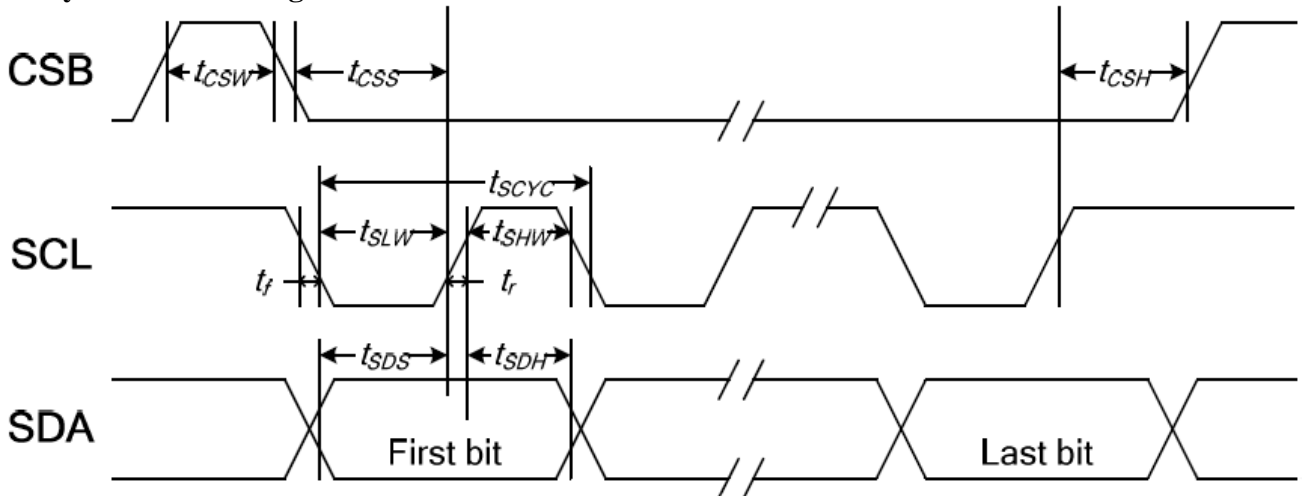 CSB
tCSW
tCSS
tCSH
tSCYC
SCL
tSLW
tSHW
tf
tr
tSDS
tSDH
SDA
First bit
Last bit